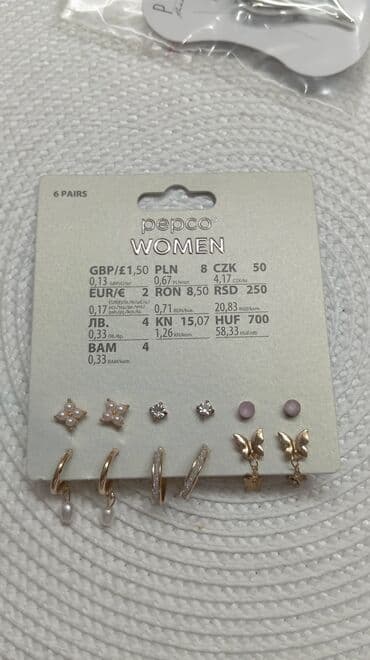 P
6 PAIRS
pepco
WOMEN
GBP/£ 1,50 PLN 8 CZK 50
0,13 0,67 4,17
EUR/€ 2 RON 8,50 RSD 250
0,17 0,71 20,83
ЛВ. 4 KN 15,07 HUF 700
0,33 1,26 58,33
BAM 4
0,33